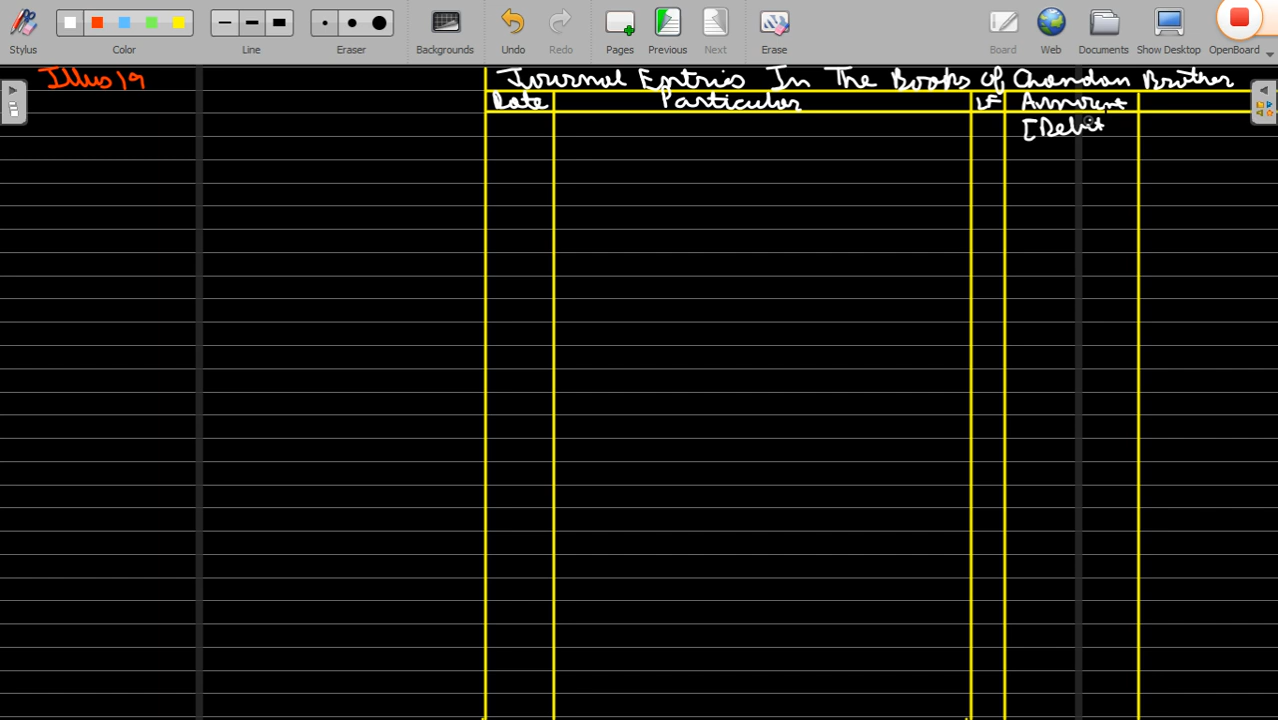 Stylus Color Line Eraser Backgrounds Undo Redo Pages Previous Next Erase Board Web Documents Show Desktop OpenBoard
Illus 19
Journal Entries In The Books Of Chandan Brother
Date Particular LF Amount
[Debit